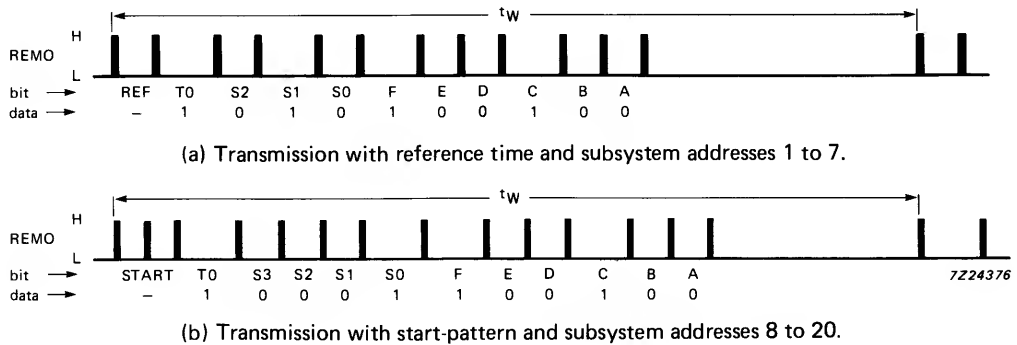 tW
H
REMO
L
bit → REF T0 S2 S1 S0 F E D C B A
data → – 1 0 1 0 1 0 0 1 0 0
(a) Transmission with reference time and subsystem addresses 1 to 7.
tW
H
REMO
L
bit → START T0 S3 S2 S1 S0 F E D C B A 7Z24376
data → – 1 0 0 0 1 1 0 0 1 0 0
(b) Transmission with start-pattern and subsystem addresses 8 to 20.